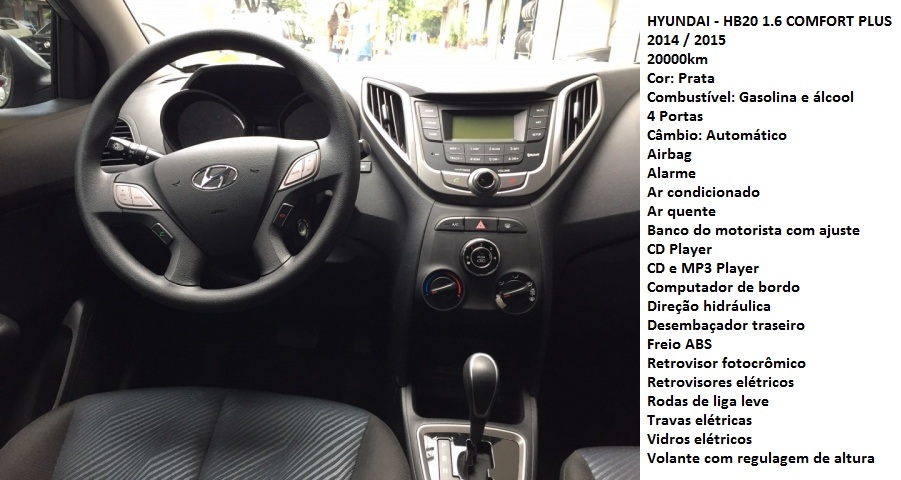 HYUNDAI - HB20 1.6 COMFORT PLUS
2014 / 2015
20000km
Cor: Prata
Combustível: Gasolina e álcool
4 Portas
Câmbio: Automático
Airbag
Alarme
Ar condicionado
Ar quente
Banco do motorista com ajuste
CD Player
CD e MP3 Player
Computador de bordo
Direção hidráulica
Desembaçador traseiro
Freio ABS
Retrovisor fotocrômico
Retrovisores elétricos
Rodas de liga leve
Travas elétricas
Vidros elétricos
Volante com regulagem de altura
A/C